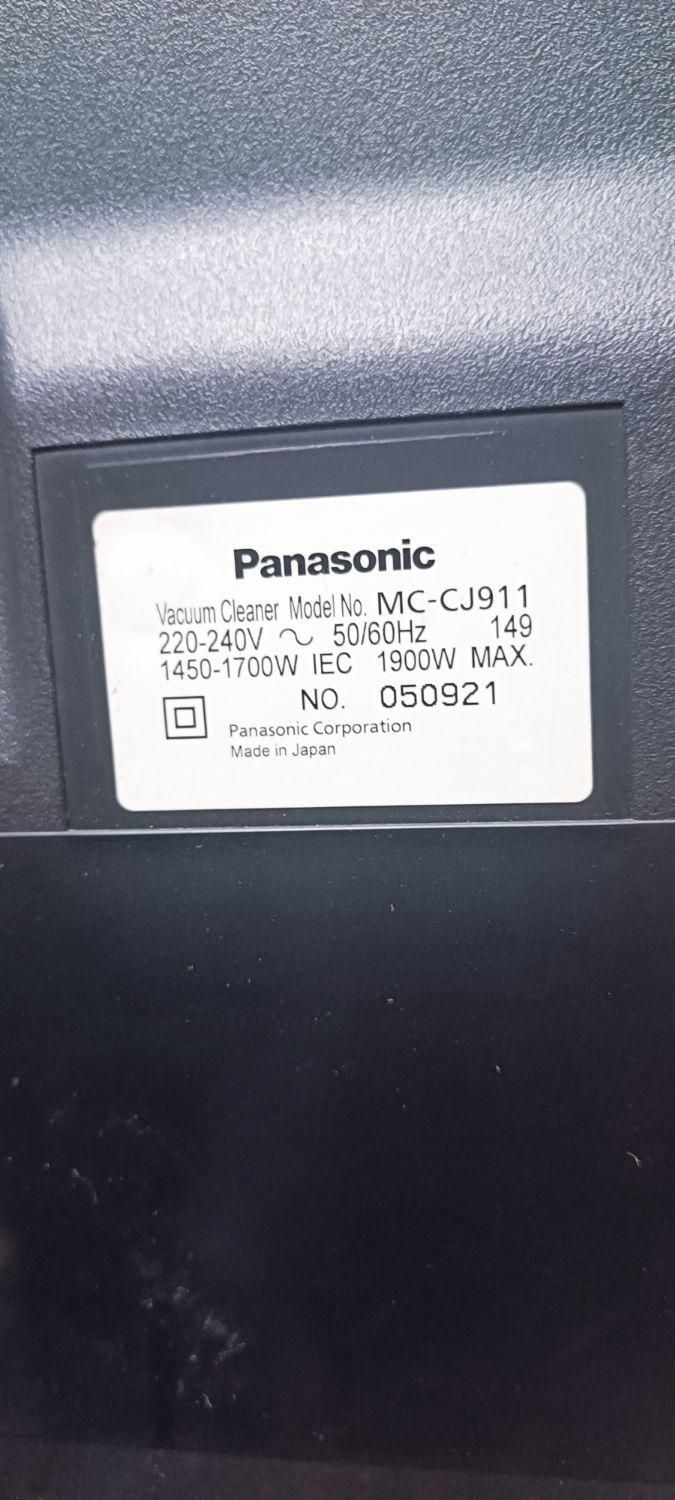 Panasonic
Vacuum Cleaner Model No. MC-CJ911
220-240V ～ 50/60Hz 149
1450-1700W IEC 1900W MAX.
NO. 050921
Panasonic Corporation
Made in Japan